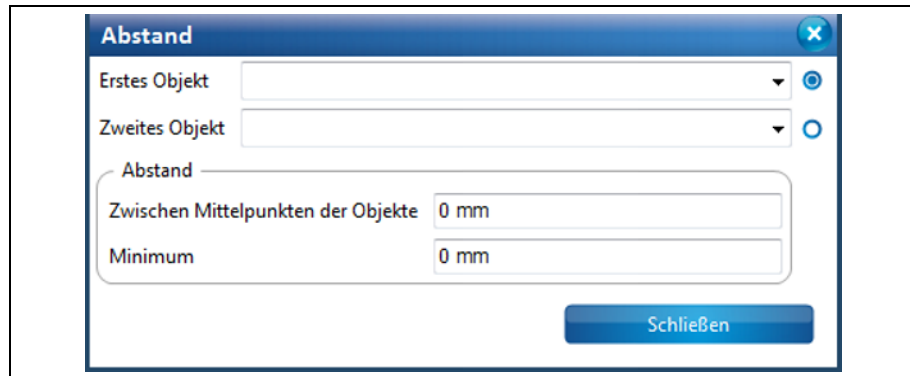 Abstand
Erstes Objekt
Zweites Objekt
Abstand
Zwischen Mittelpunkten der Objekte 0 mm
Minimum 0 mm
Schließen